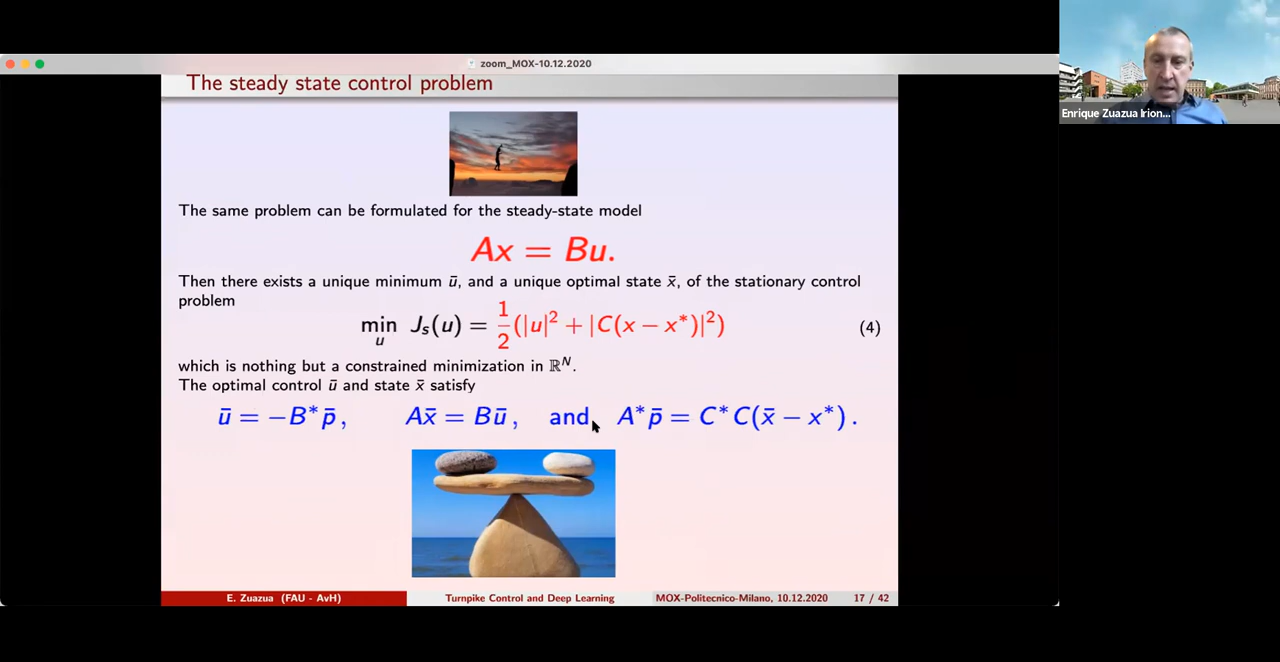 zoom_MOX-10.12.2020
The steady state control problem
Enrique Zuazua Irion...
The same problem can be formulated for the steady-state model
Ax = Bu.
Then there exists a unique minimum ū, and a unique optimal state x̄, of the stationary control
problem
min_u J_s(u) = 1/2 (|u|² + |C(x − x*)|²) (4)
which is nothing but a constrained minimization in ℝᴺ.
The optimal control ū and state x̄ satisfy
ū = −B*p̄, Ax̄ = Bū, and A*p̄ = C*C(x̄ − x*).
E. Zuazua (FAU - AvH) Turnpike Control and Deep Learning MOX-Politecnico-Milano, 10.12.2020 17 / 42